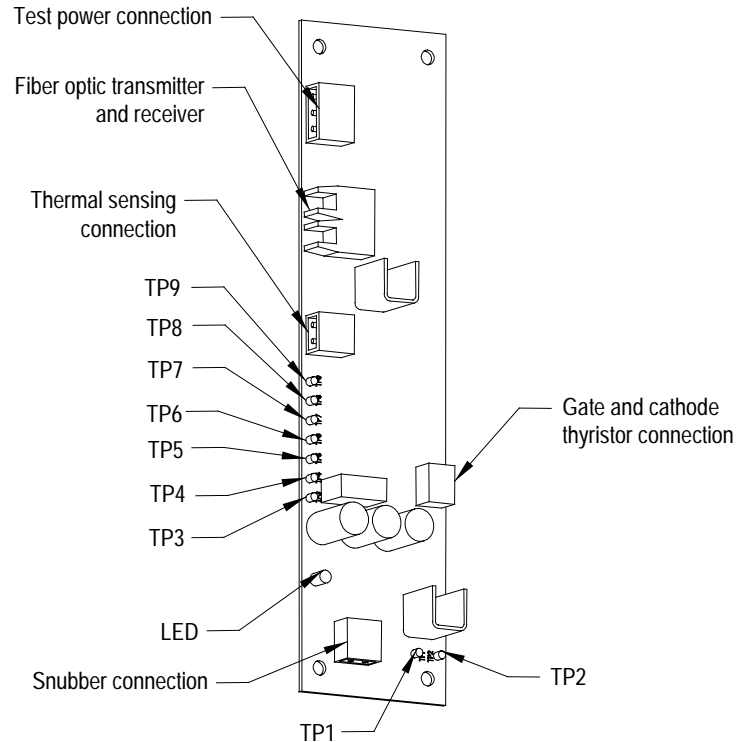 Test power connection
Fiber optic transmitter
and receiver
Thermal sensing
connection
TP9
TP8
TP7
TP6
TP5
TP4
TP3
LED
Snubber connection
TP1
TP2
Gate and cathode
thyristor connection